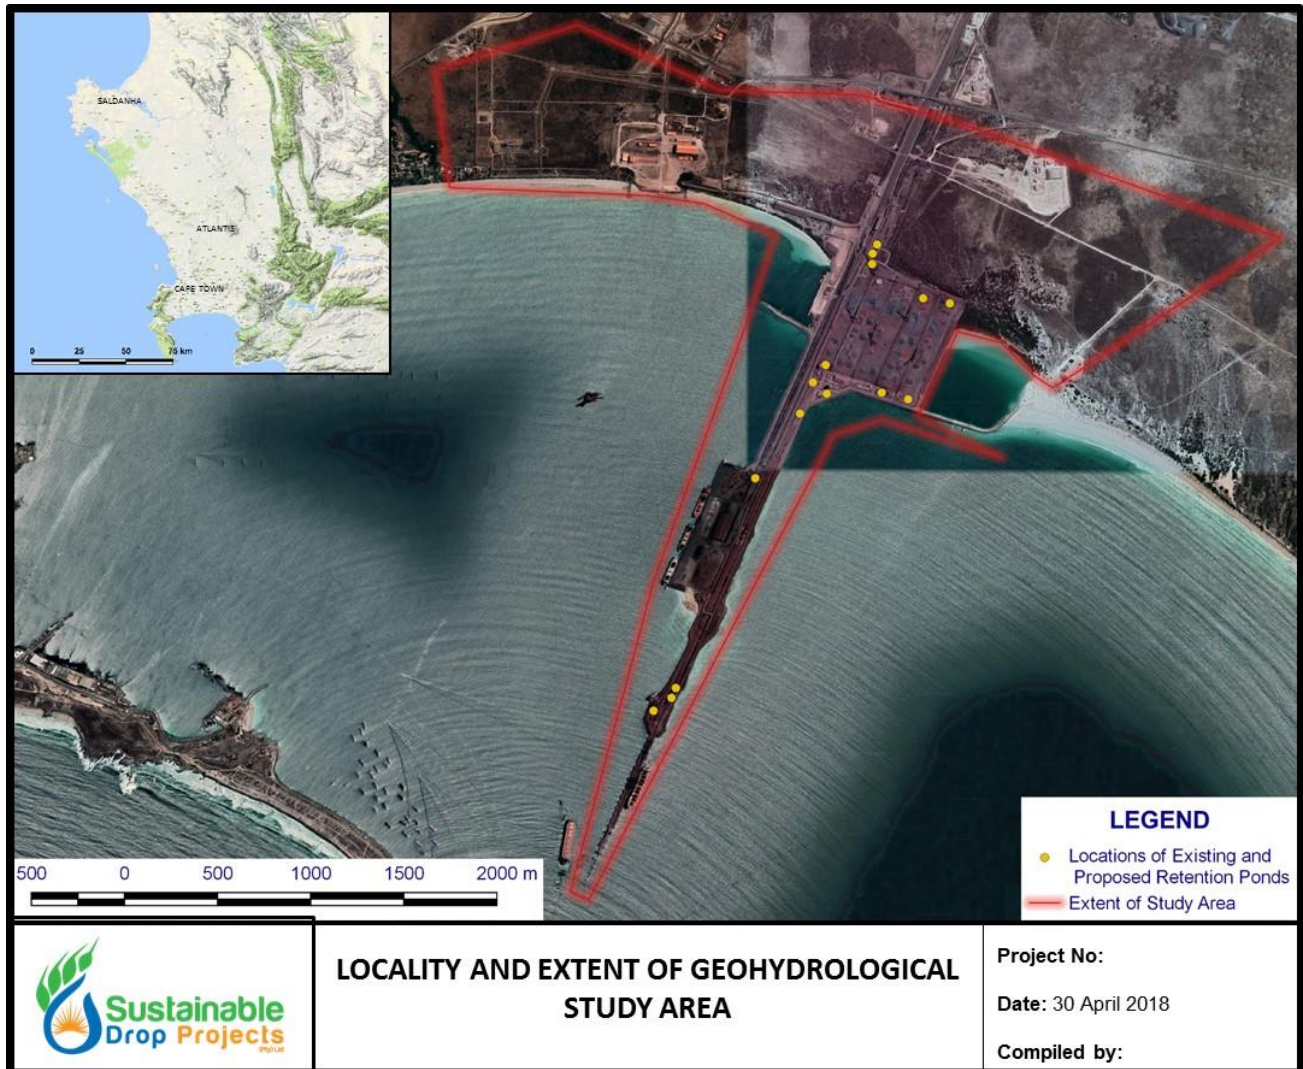 SALDANHA
ATLANTIS
CAPE TOWN
0 25 50 75 km
500 0 500 1000 1500 2000 m
LEGEND
Locations of Existing and
Proposed Retention Ponds
Extent of Study Area
Sustainable
Drop Projects
(Pty) Ltd
LOCALITY AND EXTENT OF GEOHYDROLOGICAL
STUDY AREA
Project No:
Date: 30 April 2018
Compiled by: